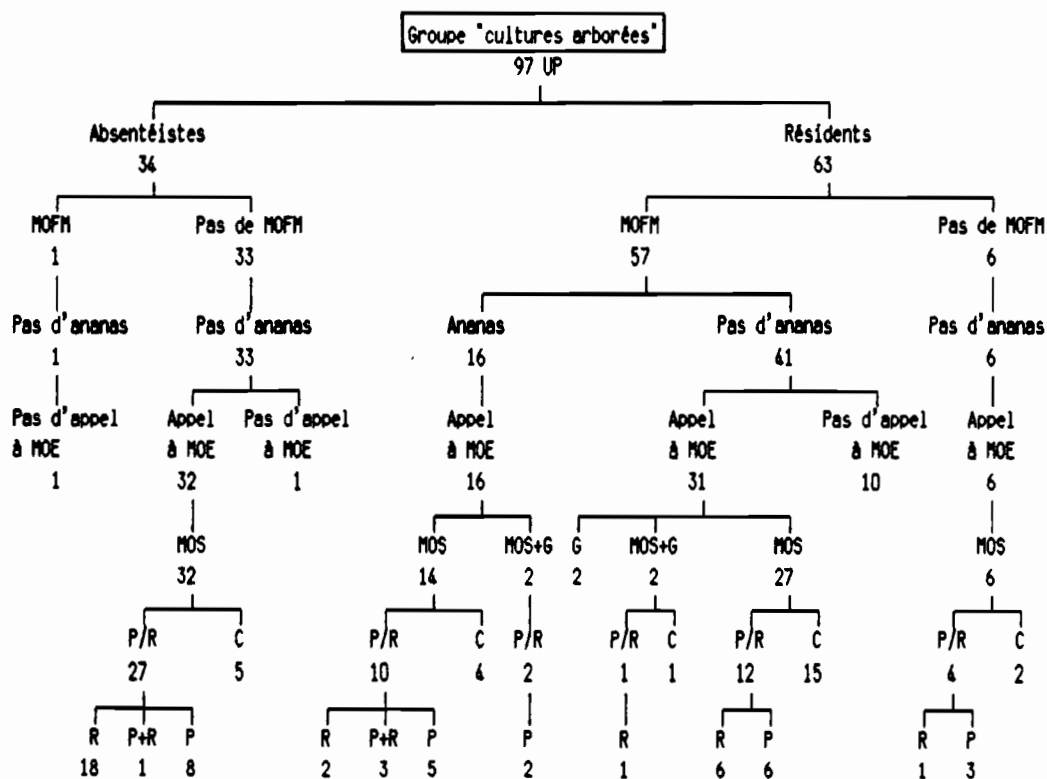 Groupe "cultures arborées"
97 UP
Absentéistes Résidents
34 63
MOFM Pas de MOFM MOFM Pas de MOFM
1 33 57 6
Pas d'ananas Pas d'ananas Ananas Pas d'ananas Pas d'ananas
1 33 16 41 6
Pas d'appel Appel Pas d'appel Appel Appel Pas d'appel Appel
à MOE à MOE à MOE à MOE à MOE à MOE à MOE
1 32 1 16 31 10 6
MOS MOS MOS+G G MOS+G MOS MOS
32 14 2 2 2 27 6
P/R C P/R C P/R P/R C P/R C P/R C
27 5 10 4 2 1 1 12 15 4 2
R P+R P R P+R P P R R P R P
18 1 8 2 3 5 2 1 6 6 1 3